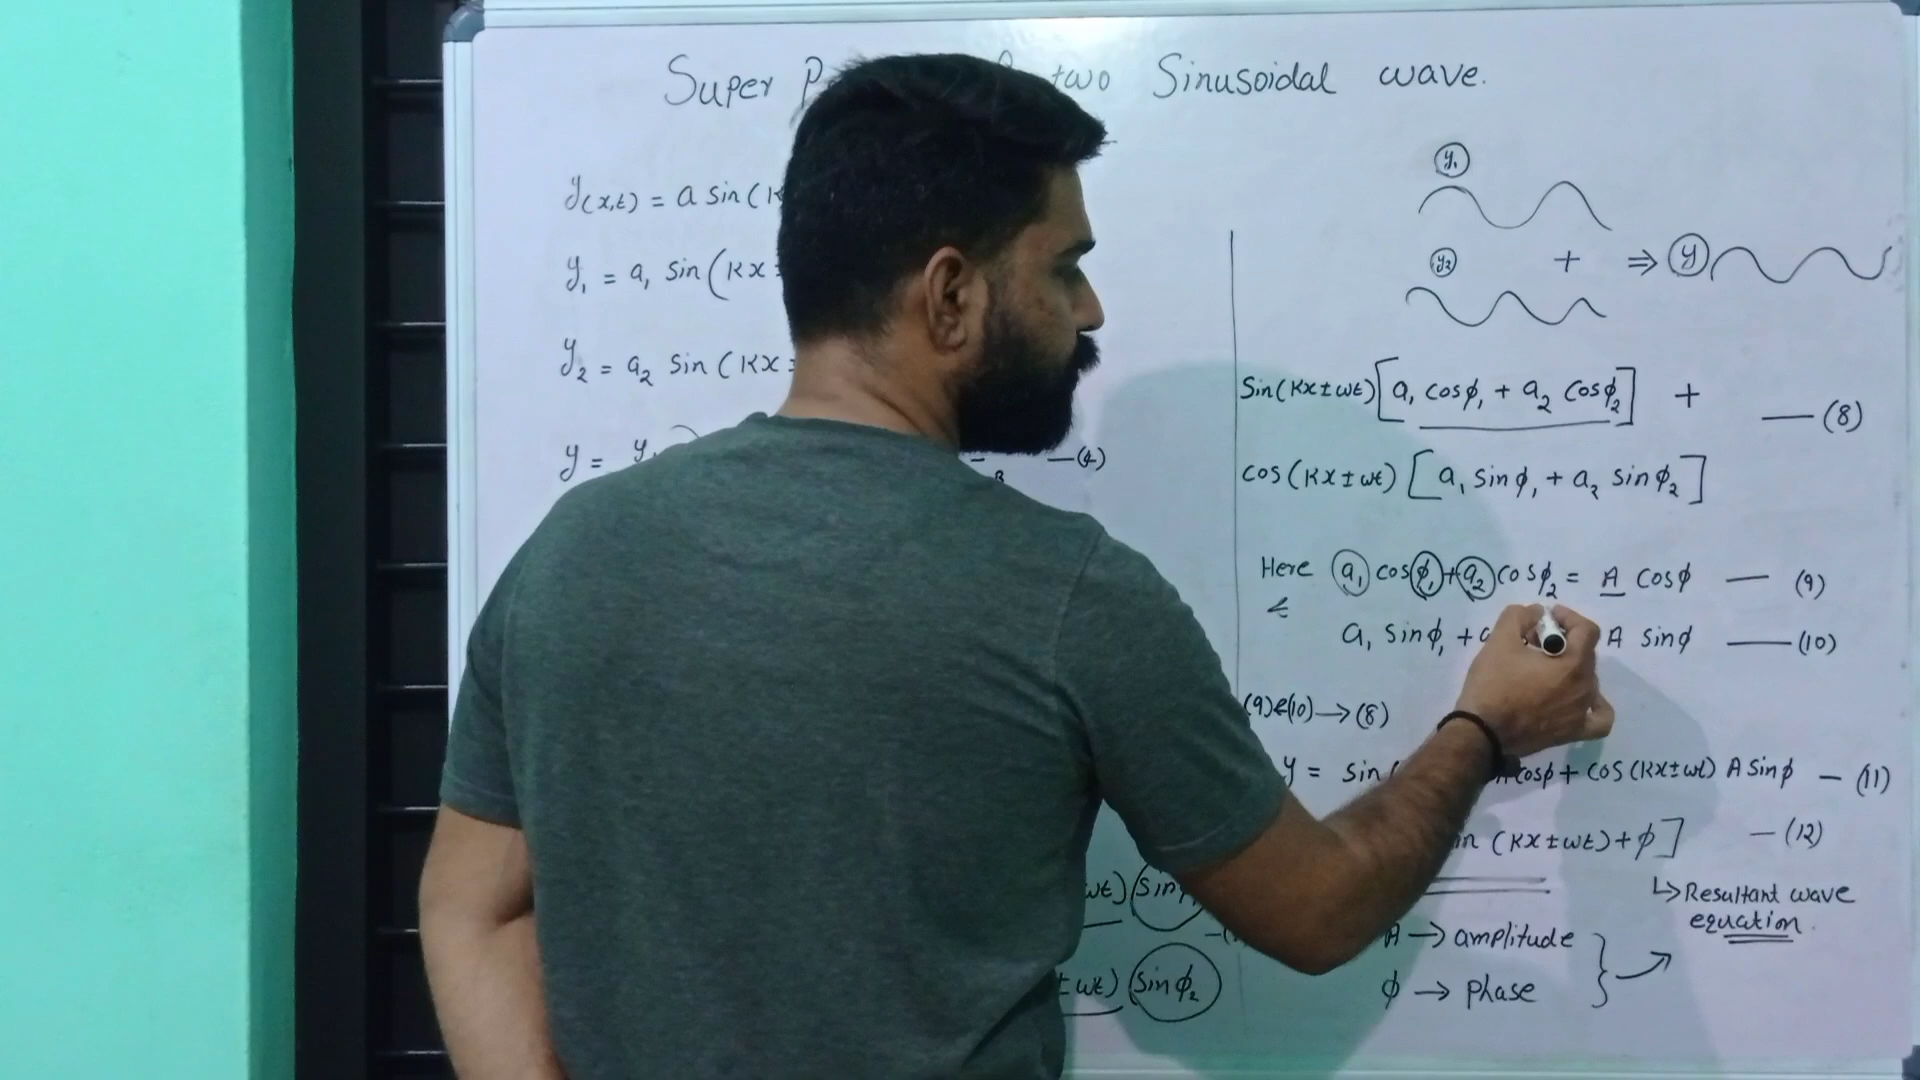 Super two Sinusoidal wave.
y(x,t) = a sin(K
y₁ = a₁ sin(Kx ±
y₂ = a₂ sin(Kx
y = y₁ —(4)
wt) sinφ
± wt) sinφ₂
y₁
y₂ + ⇒ y
Sin(Kx±wt)[a₁ cosφ₁ + a₂ cosφ₂] + —(8)
cos(Kx±wt) [a₁ sinφ₁ + a₂ sinφ₂]
Here a₁ cosφ₁ + a₂ cosφ₂ = A cosφ — (9)
&
a₁ sinφ₁ + A sinφ —(10)
(9)&(10)→(8)
y = sin( cosφ + cos(Kx±wt) A sinφ —(11)
(Kx±wt)+φ] —(12)
↳ Resultant wave
equation.
A → amplitude
φ → phase